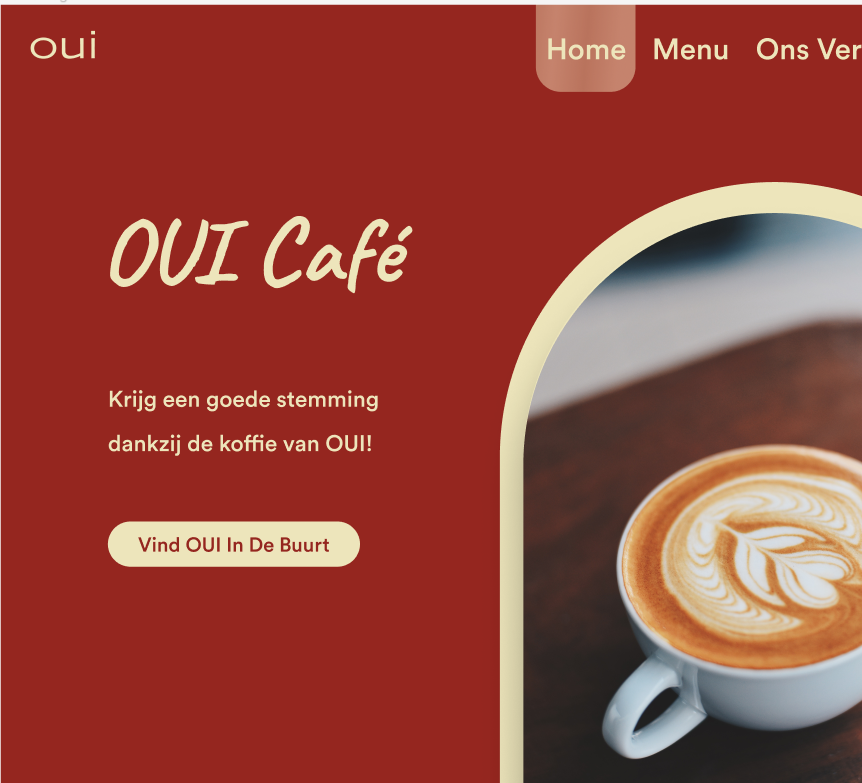 oui
Home Menu Ons Ver
OUI Café
Krijg een goede stemming
dankzij de koffie van OUI!
Vind OUI In De Buurt